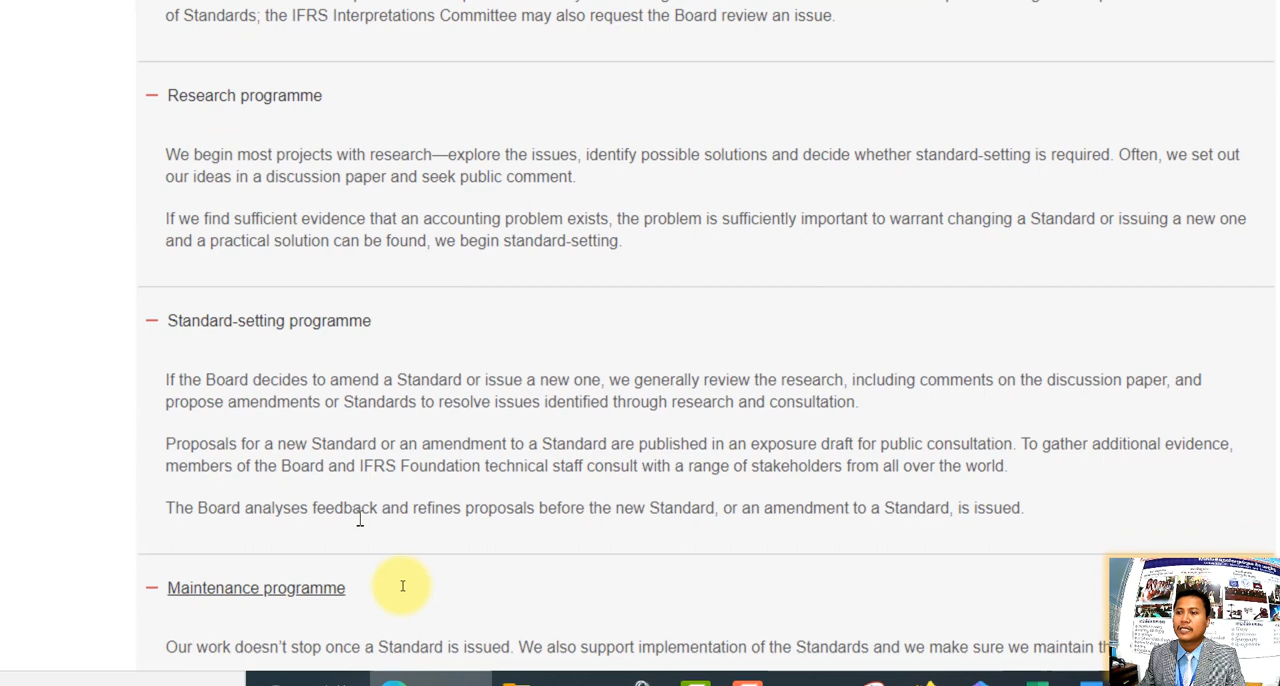 of Standards; the IFRS Interpretations Committee may also request the Board review an issue.
Research programme
We begin most projects with research—explore the issues, identify possible solutions and decide whether standard-setting is required. Often, we set out
our ideas in a discussion paper and seek public comment.
If we find sufficient evidence that an accounting problem exists, the problem is sufficiently important to warrant changing a Standard or issuing a new one
and a practical solution can be found, we begin standard-setting.
Standard-setting programme
If the Board decides to amend a Standard or issue a new one, we generally review the research, including comments on the discussion paper, and
propose amendments or Standards to resolve issues identified through research and consultation.
Proposals for a new Standard or an amendment to a Standard are published in an exposure draft for public consultation. To gather additional evidence,
members of the Board and IFRS Foundation technical staff consult with a range of stakeholders from all over the world.
The Board analyses feedback and refines proposals before the new Standard, or an amendment to a Standard, is issued.
Maintenance programme
Our work doesn’t stop once a Standard is issued. We also support implementation of the Standards and we make sure we maintain